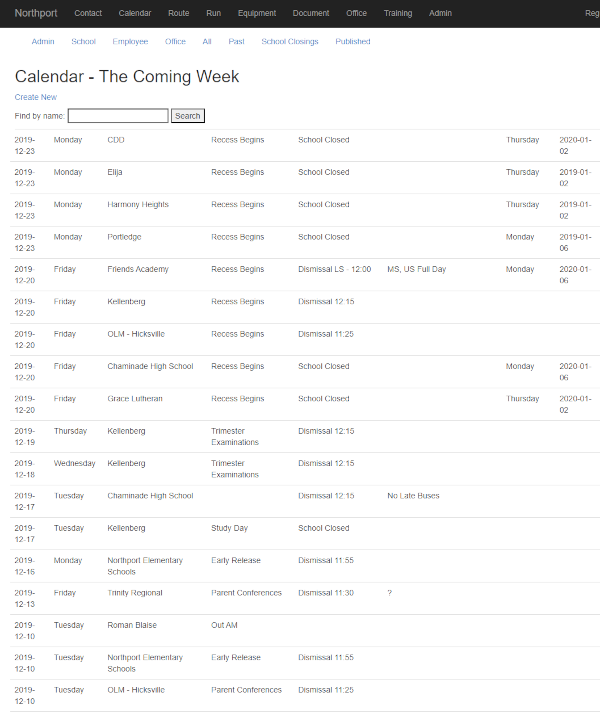 Northport Contact Calendar Route Run Equipment Document Office Training Admin Reg
Admin School Employee Office All Past School Closings Published
Calendar - The Coming Week
Create New
Find by name: Search
2019- Monday CDD Recess Begins School Closed Thursday 2020-01-
12-23 02
2019- Monday Elija Recess Begins School Closed Thursday 2019-01-
12-23 02
2019- Monday Harmony Heights Recess Begins School Closed Thursday 2019-01-
12-23 02
2019- Monday Portledge Recess Begins School Closed Monday 2019-01-
12-23 06
2019- Friday Friends Academy Recess Begins Dismissal LS - 12:00 MS, US Full Day Monday 2020-01-
12-20 06
2019- Friday Kellenberg Recess Begins Dismissal 12:15
12-20
2019- Friday OLM - Hicksville Recess Begins Dismissal 11:25
12-20
2019- Friday Chaminade High School Recess Begins School Closed Monday 2020-01-
12-20 06
2019- Friday Grace Lutheran Recess Begins School Closed Thursday 2020-01-
12-20 02
2019- Thursday Kellenberg Trimester Dismissal 12:15
12-19 Examinations
2019- Wednesday Kellenberg Trimester Dismissal 12:15
12-18 Examinations
2019- Tuesday Chaminade High School Dismissal 12:15 No Late Buses
12-17
2019- Tuesday Kellenberg Study Day School Closed
12-17
2019- Monday Northport Elementary Early Release Dismissal 11:55
12-16 Schools
2019- Friday Trinity Regional Parent Conferences Dismissal 11:30 ?
12-13
2019- Tuesday Roman Blaise Out AM
12-10
2019- Tuesday Northport Elementary Early Release Dismissal 11:55
12-10 Schools
2019- Tuesday OLM - Hicksville Parent Conferences Dismissal 11:25
12-10